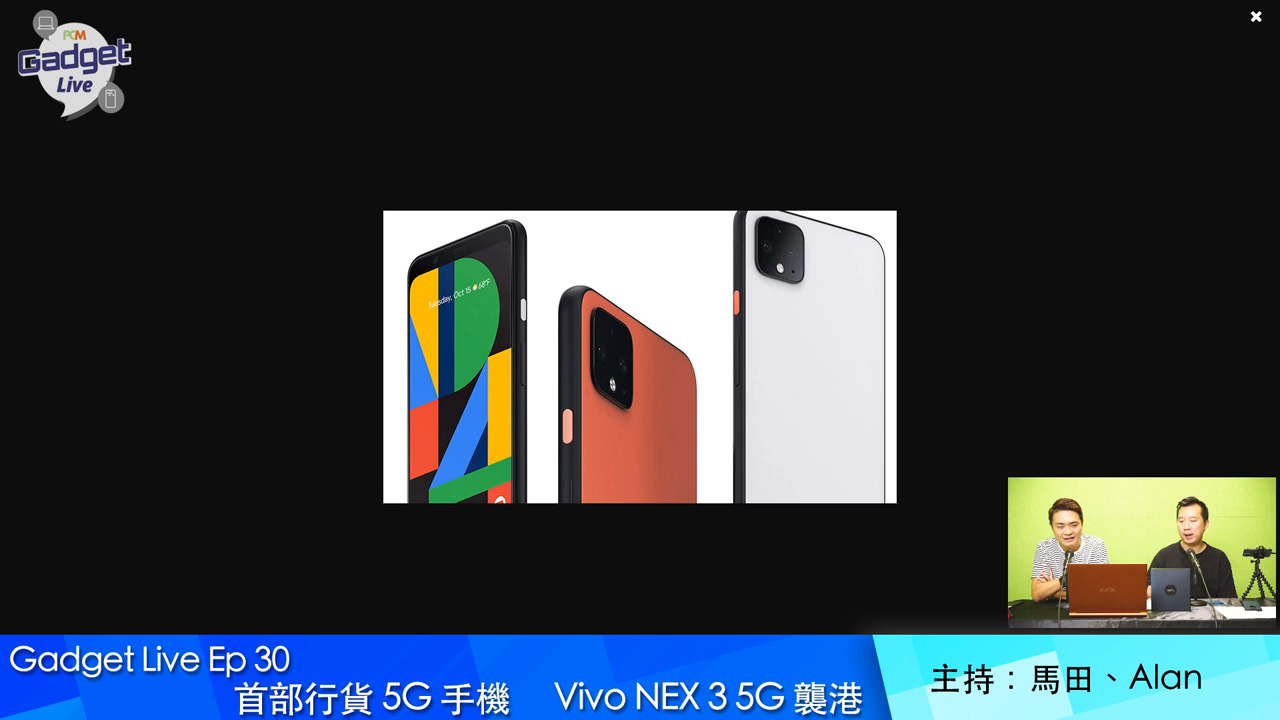 PCM
Gadget
Live
Tuesday, Oct 15 68°F
Gadget Live Ep 30
首部行貨 5G 手機 Vivo NEX 3 5G 襲港
主持：馬田、Alan